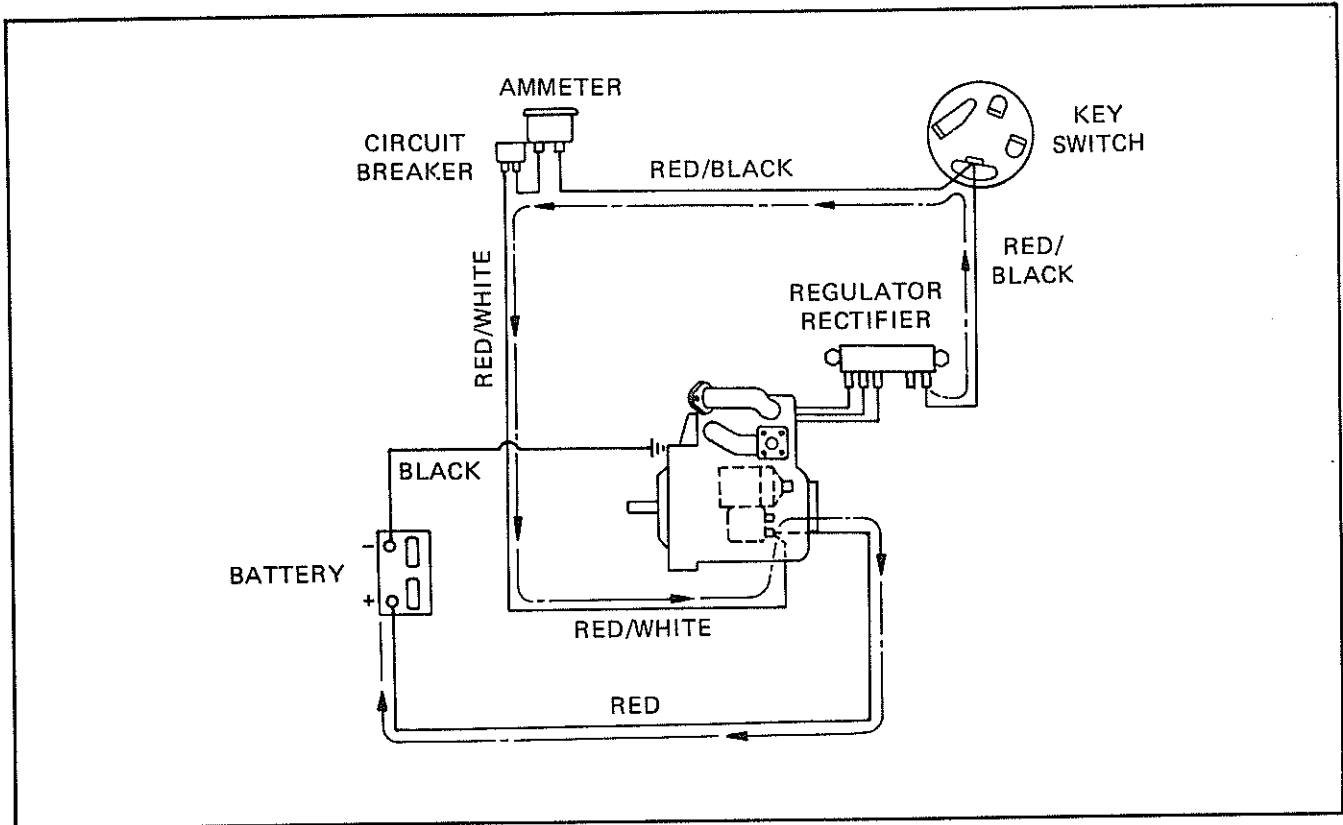 AMMETER
CIRCUIT
BREAKER
KEY
SWITCH
RED/BLACK
RED/
BLACK
RED/WHITE
REGULATOR
RECTIFIER
BLACK
BATTERY
-
+
RED/WHITE
RED